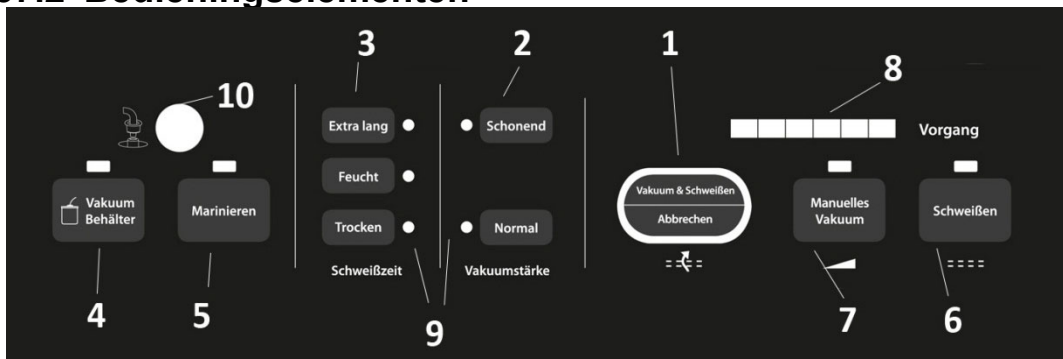 Bedieningselementen
3
2
1
8
10
Extra lang
Schonend
Vorgang
Feucht
Vakuum
Behälter
Marinieren
Trocken
Normal
Vakuum & Schweißen
Abbrechen
Manuelles
Vakuum
Schweißen
Schweißzeit
Vakuumstärke
4
5
9
7
6